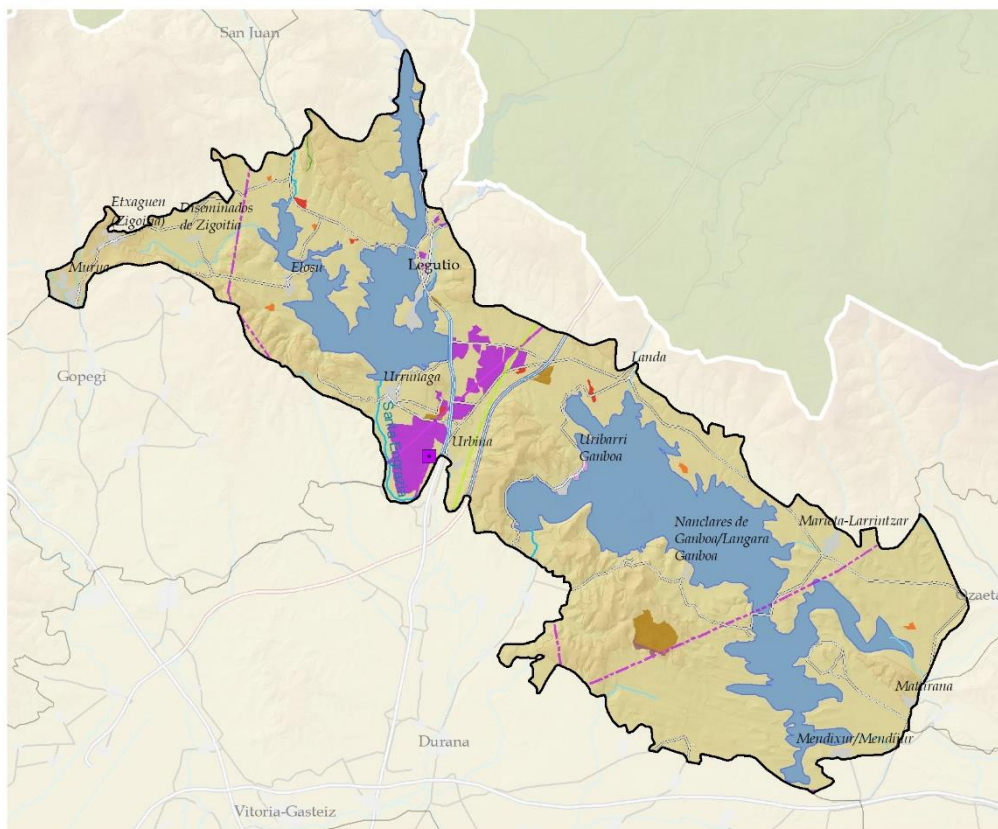 San Juan
Etxaguen
(Zigoitia)
Diseminados
de Zigoitia
Murua
Elosu
Legutio
Gopegi
Urrunaga
Landa
Urbina
Uribarri
Ganboa
Nanclares de
Ganboa/Langara
Ganboa
Marieta-Larrintzar
Ozaeta
Maturana
Mendixur/Mendijur
Durana
Vitoria-Gasteiz